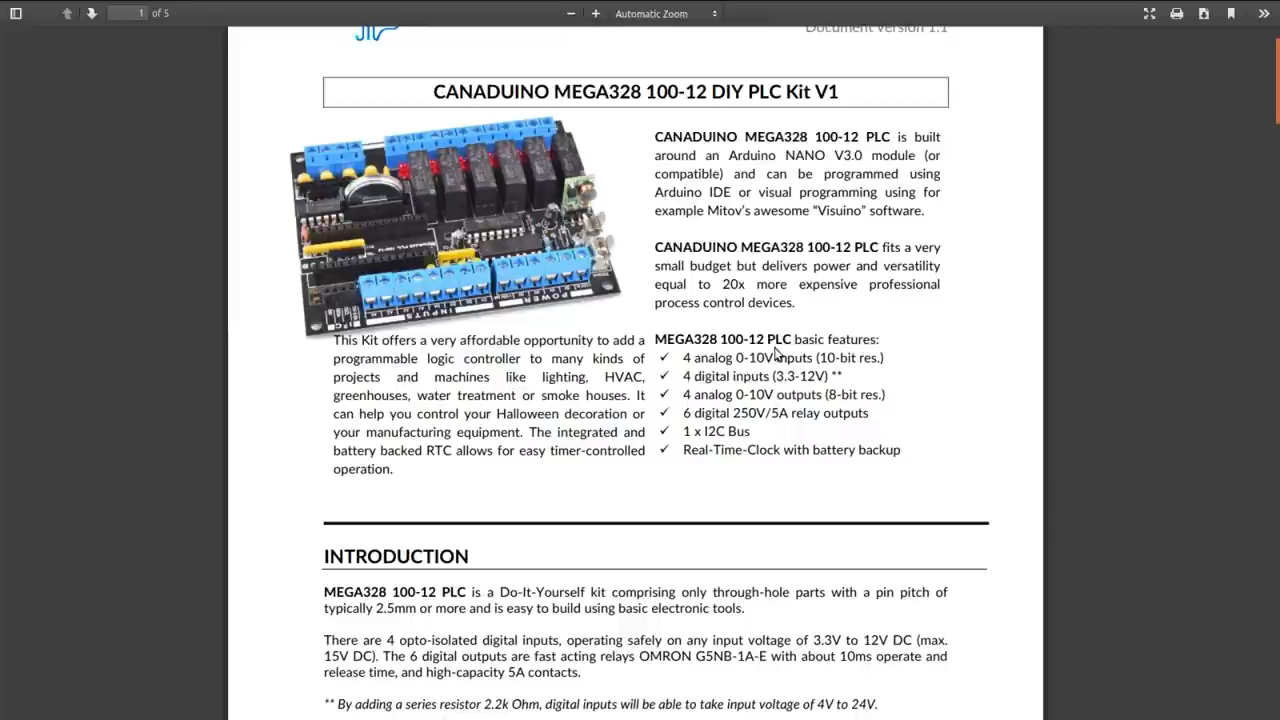 1 of 5
Automatic Zoom
Document Version 1.1
CANADUINO MEGA328 100-12 DIY PLC Kit V1
CANADUINO MEGA328 100-12 PLC is built
around an Arduino NANO V3.0 module (or
compatible) and can be programmed using
Arduino IDE or visual programming using for
example Mitov's awesome “Visuino” software.
CANADUINO MEGA328 100-12 PLC fits a very
small budget but delivers power and versatility
equal to 20x more expensive professional
process control devices.
INPUTS
POWER
This Kit offers a very affordable opportunity to add a
programmable logic controller to many kinds of
projects and machines like lighting, HVAC,
greenhouses, water treatment or smoke houses. It
can help you control your Halloween decoration or
your manufacturing equipment. The integrated and
battery backed RTC allows for easy timer-controlled
operation.
MEGA328 100-12 PLC basic features:
✓ 4 analog 0-10V inputs (10-bit res.)
✓ 4 digital inputs (3.3-12V) **
✓ 4 analog 0-10V outputs (8-bit res.)
✓ 6 digital 250V/5A relay outputs
✓ 1 x I2C Bus
✓ Real-Time-Clock with battery backup
INTRODUCTION
MEGA328 100-12 PLC is a Do-It-Yourself kit comprising only through-hole parts with a pin pitch of
typically 2.5mm or more and is easy to build using basic electronic tools.
There are 4 opto-isolated digital inputs, operating safely on any input voltage of 3.3V to 12V DC (max.
15V DC). The 6 digital outputs are fast acting relays OMRON G5NB-1A-E with about 10ms operate and
release time, and high-capacity 5A contacts.
** By adding a series resistor 2.2k Ohm, digital inputs will be able to take input voltage of 4V to 24V.